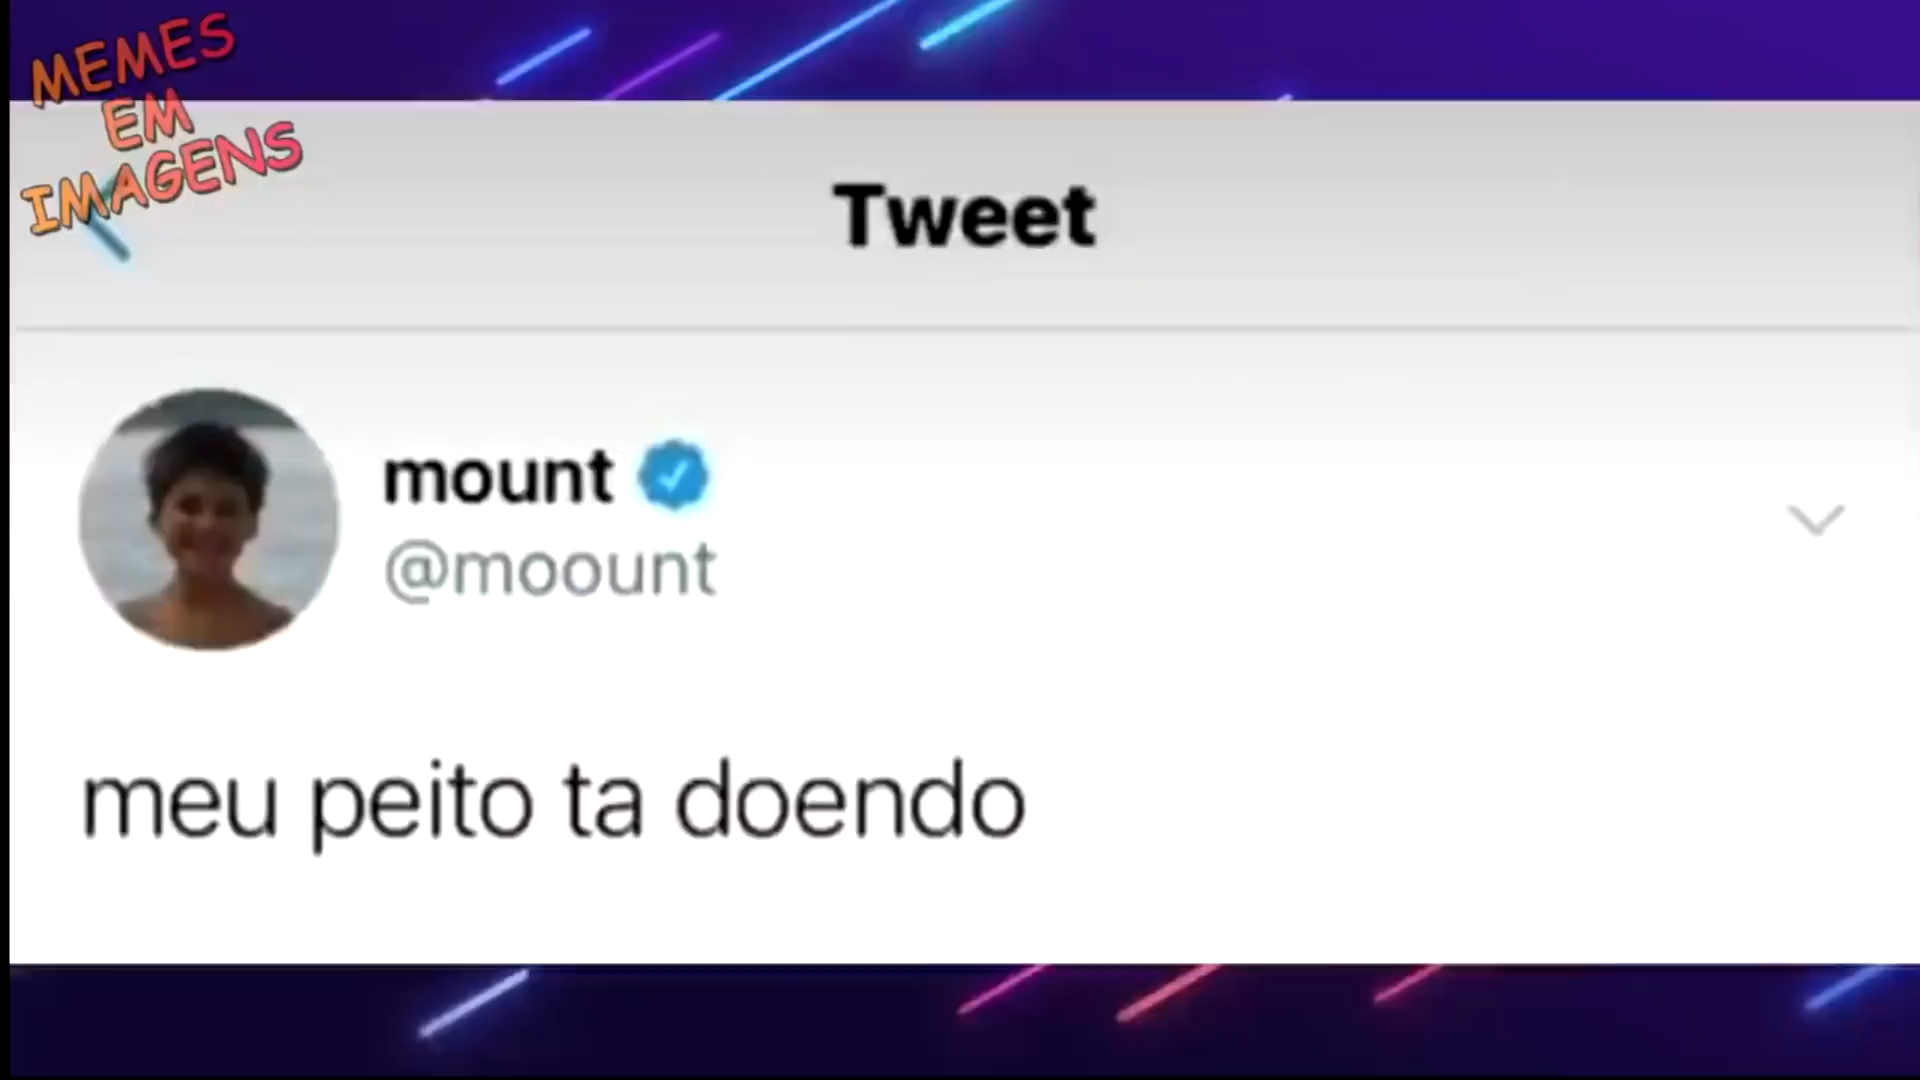 MEMES
EM
IMAGENS
Tweet
mount
@moount
meu peito ta doendo